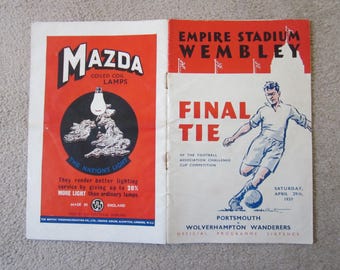 MAZDA
COILED COIL
LAMPS
THE NATION'S LIGHT
They render better lighting
service by giving up to 20%
MORE LIGHT than ordinary lamps
MADE IN
ENGLAND
EMPIRE STADIUM
WEMBLEY
FINAL
TIE
OF THE FOOTBALL
ASSOCIATION CHALLENGE
CUP COMPETITION
SATURDAY,
APRIL 29th,
1939
PORTSMOUTH
v
WOLVERHAMPTON WANDERERS
OFFICIAL PROGRAMME SIXPENCE